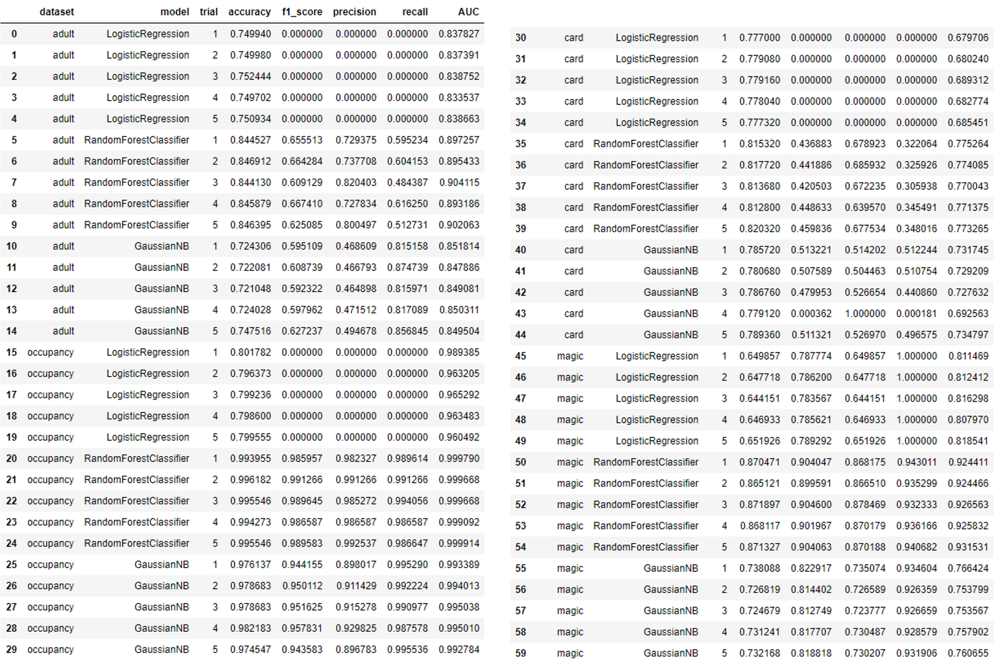 dataset model trial accuracy f1_score precision recall AUC
0 adult LogisticRegression 1 0.749940 0.000000 0.000000 0.000000 0.837827
1 adult LogisticRegression 2 0.749980 0.000000 0.000000 0.000000 0.837391
2 adult LogisticRegression 3 0.752444 0.000000 0.000000 0.000000 0.838752
3 adult LogisticRegression 4 0.749702 0.000000 0.000000 0.000000 0.833537
4 adult LogisticRegression 5 0.750934 0.000000 0.000000 0.000000 0.838663
5 adult RandomForestClassifier 1 0.844527 0.655513 0.729375 0.595234 0.897257
6 adult RandomForestClassifier 2 0.846912 0.664284 0.737708 0.604153 0.895433
7 adult RandomForestClassifier 3 0.844130 0.609129 0.820403 0.484387 0.904115
8 adult RandomForestClassifier 4 0.845879 0.667410 0.727834 0.616250 0.893186
9 adult RandomForestClassifier 5 0.846395 0.625085 0.800497 0.512731 0.902063
10 adult GaussianNB 1 0.724306 0.595109 0.468609 0.815158 0.851814
11 adult GaussianNB 2 0.722081 0.608739 0.466793 0.874739 0.847886
12 adult GaussianNB 3 0.721048 0.592322 0.464898 0.815971 0.849081
13 adult GaussianNB 4 0.724028 0.597962 0.471512 0.817089 0.850311
14 adult GaussianNB 5 0.747516 0.627237 0.494678 0.856845 0.849504
15 occupancy LogisticRegression 1 0.801782 0.000000 0.000000 0.000000 0.989385
16 occupancy LogisticRegression 2 0.796373 0.000000 0.000000 0.000000 0.963205
17 occupancy LogisticRegression 3 0.799236 0.000000 0.000000 0.000000 0.965292
18 occupancy LogisticRegression 4 0.798600 0.000000 0.000000 0.000000 0.963483
19 occupancy LogisticRegression 5 0.799555 0.000000 0.000000 0.000000 0.960492
20 occupancy RandomForestClassifier 1 0.993955 0.985957 0.982327 0.989614 0.999790
21 occupancy RandomForestClassifier 2 0.996182 0.991266 0.991266 0.991266 0.999668
22 occupancy RandomForestClassifier 3 0.995546 0.989645 0.985272 0.994056 0.999668
23 occupancy RandomForestClassifier 4 0.994273 0.986587 0.986587 0.986587 0.999092
24 occupancy RandomForestClassifier 5 0.995546 0.989583 0.992537 0.986647 0.999914
25 occupancy GaussianNB 1 0.976137 0.944155 0.898017 0.995290 0.993389
26 occupancy GaussianNB 2 0.978683 0.950112 0.911429 0.992224 0.994013
27 occupancy GaussianNB 3 0.978683 0.951625 0.915278 0.990977 0.995038
28 occupancy GaussianNB 4 0.982183 0.957831 0.929825 0.987578 0.995010
29 occupancy GaussianNB 5 0.974547 0.943583 0.896783 0.995536 0.992784
30 card LogisticRegression 1 0.777000 0.000000 0.000000 0.000000 0.679706
31 card LogisticRegression 2 0.779080 0.000000 0.000000 0.000000 0.680240
32 card LogisticRegression 3 0.779160 0.000000 0.000000 0.000000 0.689312
33 card LogisticRegression 4 0.778040 0.000000 0.000000 0.000000 0.682774
34 card LogisticRegression 5 0.777320 0.000000 0.000000 0.000000 0.685451
35 card RandomForestClassifier 1 0.815320 0.436883 0.678923 0.322064 0.775264
36 card RandomForestClassifier 2 0.817720 0.441886 0.685932 0.325926 0.774085
37 card RandomForestClassifier 3 0.813680 0.420503 0.672235 0.305938 0.770043
38 card RandomForestClassifier 4 0.812800 0.448633 0.639570 0.345491 0.771375
39 card RandomForestClassifier 5 0.820320 0.459836 0.677534 0.348016 0.773265
40 card GaussianNB 1 0.785720 0.513221 0.514202 0.512244 0.731745
41 card GaussianNB 2 0.780680 0.507589 0.504463 0.510754 0.729209
42 card GaussianNB 3 0.786760 0.479953 0.526654 0.440860 0.727632
43 card GaussianNB 4 0.779120 0.000362 1.000000 0.000181 0.692563
44 card GaussianNB 5 0.789360 0.511321 0.526970 0.496575 0.734797
45 magic LogisticRegression 1 0.649857 0.787774 0.649857 1.000000 0.811469
46 magic LogisticRegression 2 0.647718 0.786200 0.647718 1.000000 0.812412
47 magic LogisticRegression 3 0.644151 0.783567 0.644151 1.000000 0.816298
48 magic LogisticRegression 4 0.646933 0.785621 0.646933 1.000000 0.807970
49 magic LogisticRegression 5 0.651926 0.789292 0.651926 1.000000 0.818541
50 magic RandomForestClassifier 1 0.870471 0.904047 0.868175 0.943011 0.924411
51 magic RandomForestClassifier 2 0.865121 0.899591 0.866510 0.935299 0.924466
52 magic RandomForestClassifier 3 0.871897 0.904600 0.878469 0.932333 0.926563
53 magic RandomForestClassifier 4 0.868117 0.901967 0.870179 0.936166 0.925832
54 magic RandomForestClassifier 5 0.871327 0.904063 0.870188 0.940682 0.931531
55 magic GaussianNB 1 0.738088 0.822917 0.735074 0.934604 0.766424
56 magic GaussianNB 2 0.726819 0.814402 0.726589 0.926359 0.753799
57 magic GaussianNB 3 0.724679 0.812749 0.723777 0.926659 0.753567
58 magic GaussianNB 4 0.731241 0.817707 0.730487 0.928579 0.757902
59 magic GaussianNB 5 0.732168 0.818818 0.730207 0.931906 0.760655